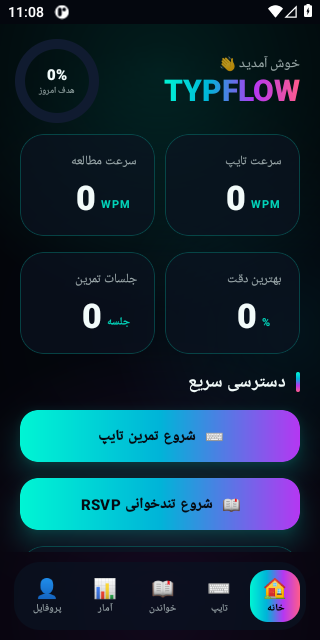 11:08
خوش آمدید 👋
TYPFLOW
0%
هدف امروز
سرعت تایپ
0 WPM
سرعت مطالعه
0 WPM
بهترین دقت
0 %
جلسات تمرین
0 جلسه
دسترسی سریع
⌨️ شروع تمرین تایپ
📖 شروع تندخوانی RSVP
خانه
تایپ
خواندن
آمار
پروفایل